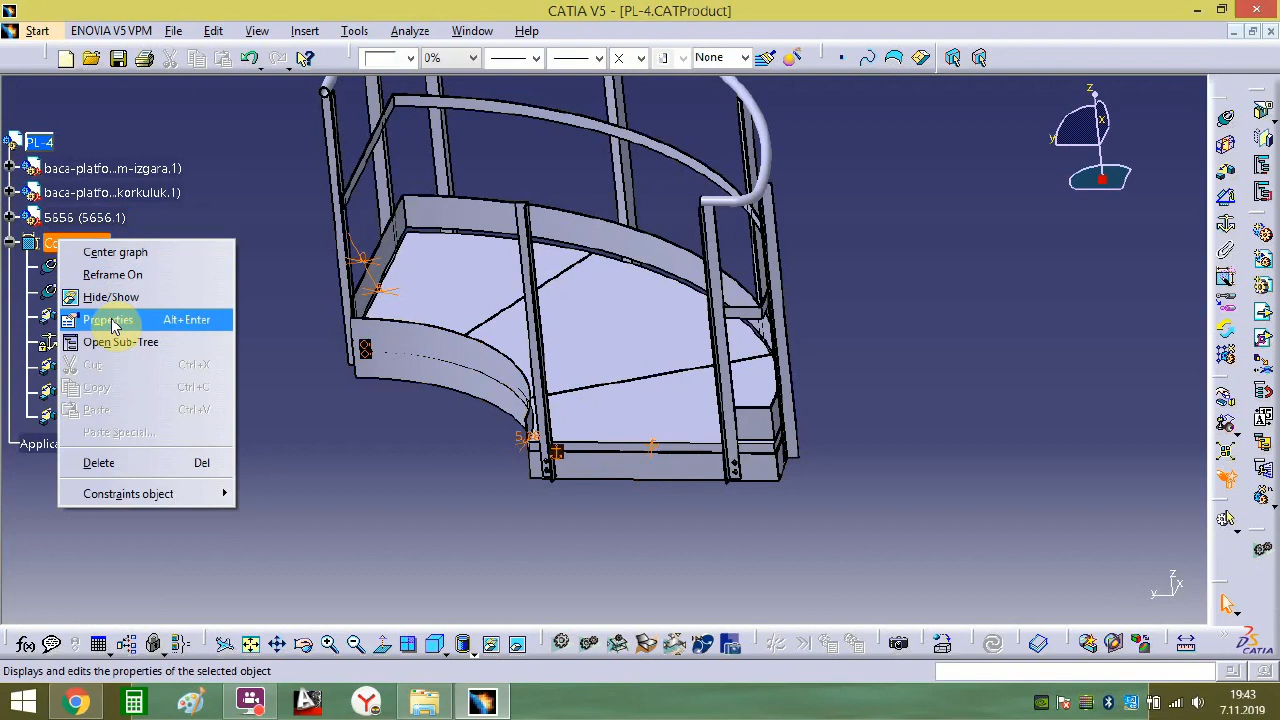 CATIA V5 - [PL-4.CATProduct]
Start ENOVIA V5 VPM File Edit View Insert Tools Analyze Window Help
0% None
z
x
y
PL-4
baca-platfo...m-izgara.1)
baca-platfo...korkuluk.1)
5656 (5656.1)
Co
Center graph
Reframe On
Hide/Show
Properties Alt+Enter
Open Sub-Tree
Cut Ctrl+X
Copy Ctrl+C
Paste Ctrl+V
Paste Special...
Delete Del
Constraints object
Applica
z
x
y
CATIA
Displays and edits the properties of the selected object
19:43
7.11.2019